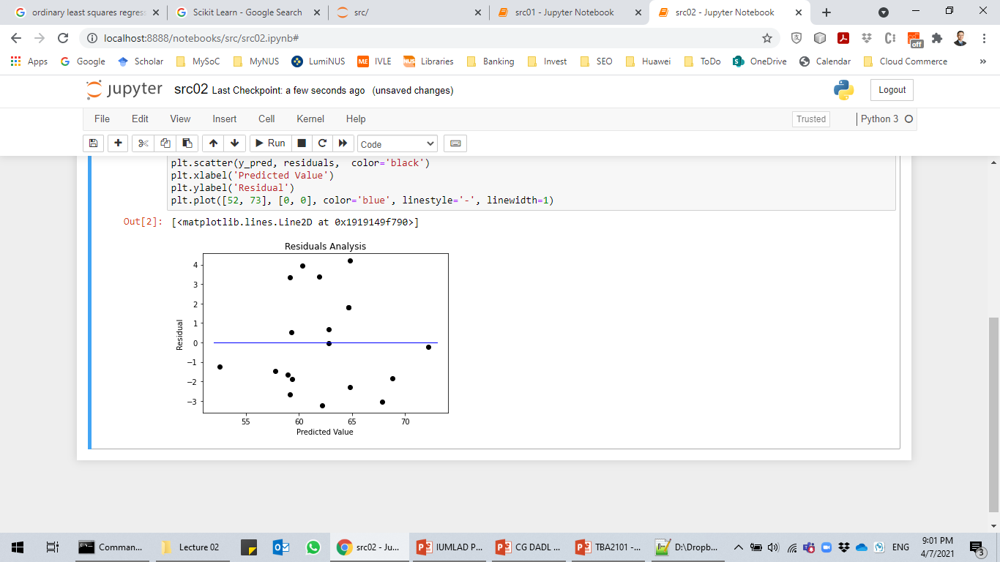 ordinary least squares regress
Scikit Learn - Google Search
src/
src01 - Jupyter Notebook
src02 - Jupyter Notebook
localhost:8888/notebooks/src/src02.ipynb#
off
Apps Google Scholar MySoC MyNUS LumiNUS IVLE Libraries Banking Invest SEO Huawei ToDo OneDrive Calendar Cloud Commerce »
jupyter src02 Last Checkpoint: a few seconds ago (unsaved changes)
Logout
File Edit View Insert Cell Kernel Help
Trusted
Python 3
Run
Code
plt.scatter(y_pred, residuals,  color='black')
plt.xlabel('Predicted Value')
plt.ylabel('Residual')
plt.plot([52, 73], [0, 0], color='blue', linestyle='-', linewidth=1)
Out[2]: [<matplotlib.lines.Line2D at 0x1919149f790>]
Residuals Analysis
4
3
2
1
0
−1
−2
−3
Residual
55 60 65 70
Predicted Value
Comman... Lecture 02 src02 - Ju... IUMLAD P... CG DADL ... TBA2101 -... D:\Dropb... ENG
9:01 PM
4/7/2021
3